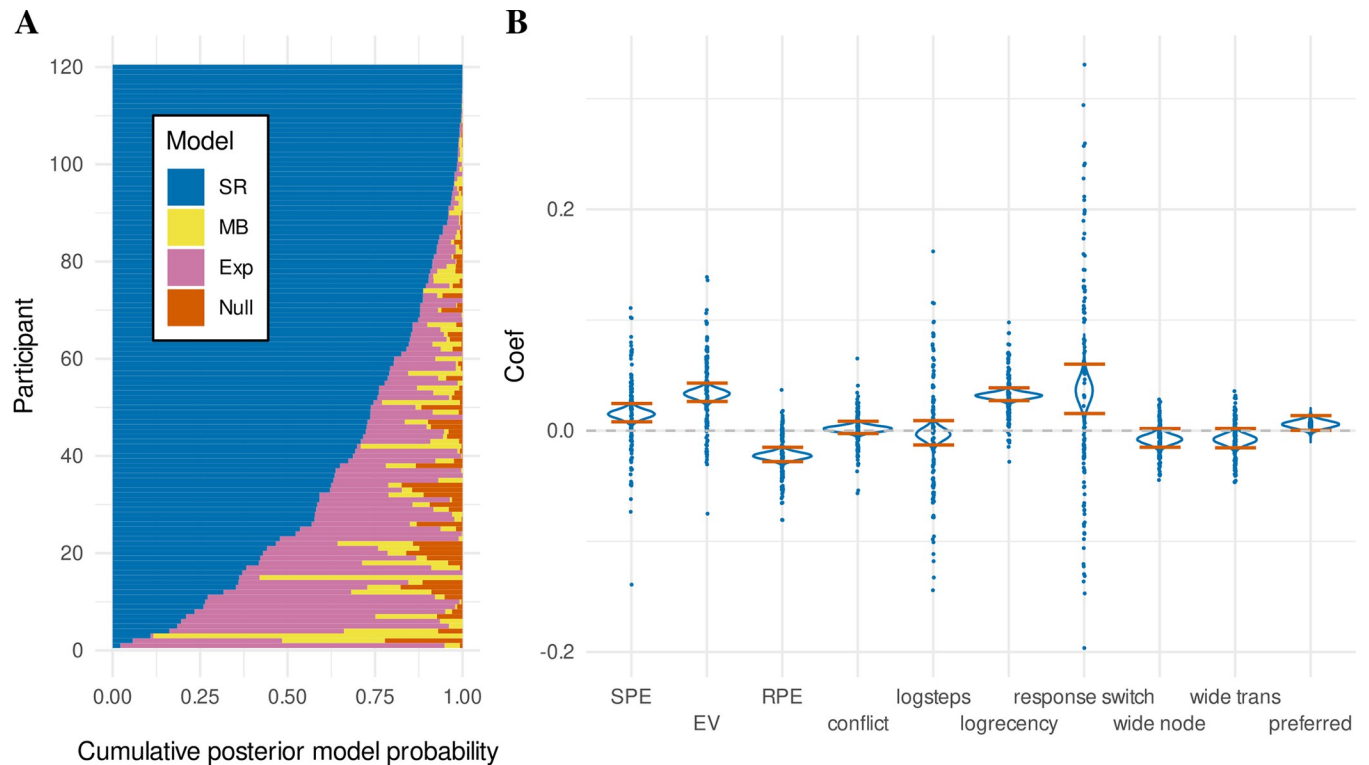 A
120
100
80
60
40
20
0
Participant
Model
SR
MB
Exp
Null
0.00 0.25 0.50 0.75 1.00
Cumulative posterior model probability
B
0.2
0.0
-0.2
Coef
SPE RPE logsteps response switch wide trans
EV conflict logrecency wide node preferred